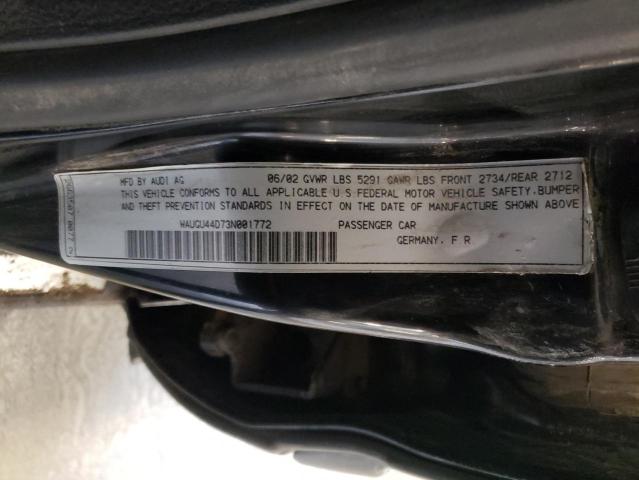 MFD BY AUDI AG 06/02 GVWR LBS 5291 GAWR LBS FRONT 2734/REAR 2712
THIS VEHICLE CONFORMS TO ALL APPLICABLE U S FEDERAL MOTOR VEHICLE SAFETY.BUMPER
AND THEFT PREVENTION STANDARDS IN EFFECT ON THE DATE OF MANUFACTURE SHOWN ABOVE
WAUGU44D73N001772 PASSENGER CAR
GERMANY. F R